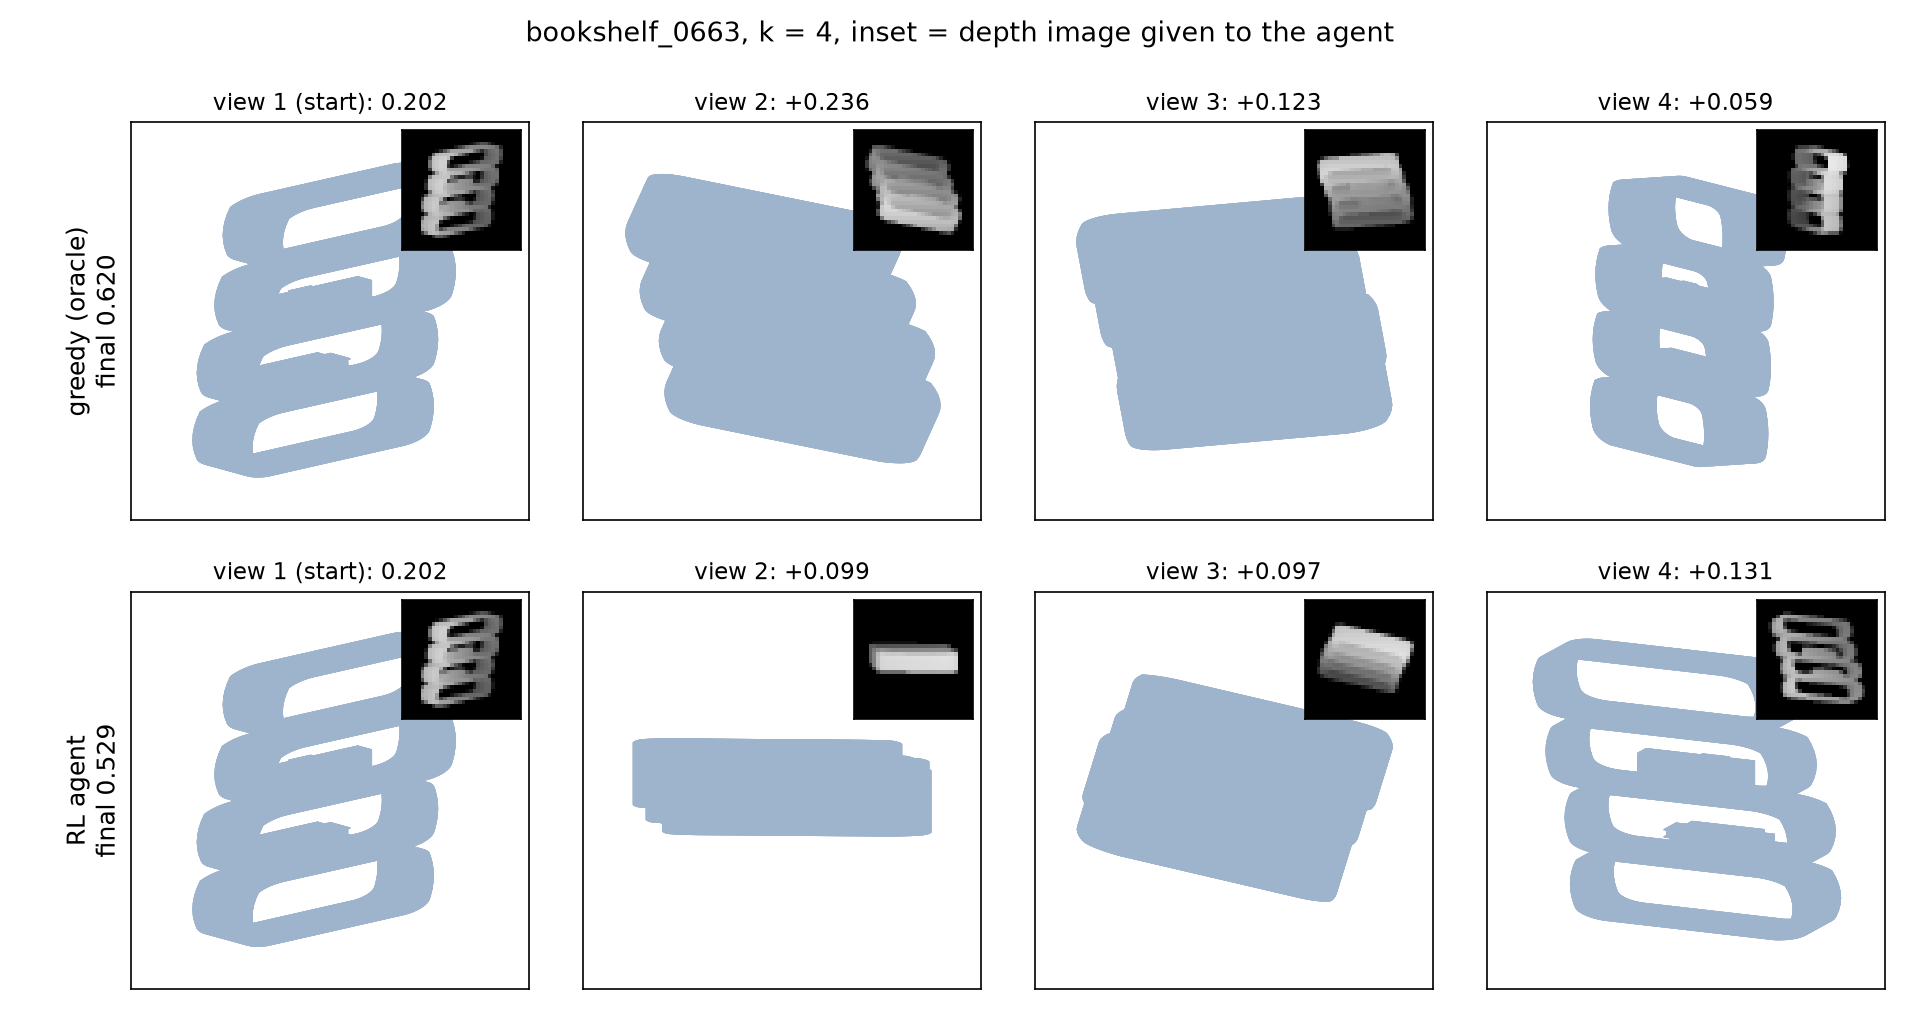 bookshelf_0663, k = 4, inset = depth image given to the agent
greedy (oracle)
final 0.620
view 1 (start): 0.202
view 2: +0.236
view 3: +0.123
view 4: +0.059
RL agent
final 0.529
view 1 (start): 0.202
view 2: +0.099
view 3: +0.097
view 4: +0.131